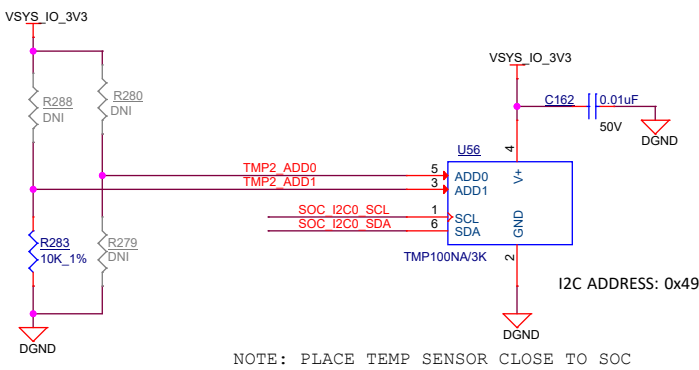 VSYS_IO_3V3
R288
DNI
R280
DNI
R283
10K_1%
R279
DNI
DGND
TMP2_ADD0
TMP2_ADD1
SOC_I2C0_SCL
SOC_I2C0_SDA
VSYS_IO_3V3
C162
0.01uF
50V
DGND
U56
4
5
ADD0
V+
3
ADD1
1
SCL
6
SDA
GND
2
TMP100NA/3K
I2C ADDRESS: 0x49
DGND
NOTE: PLACE TEMP SENSOR CLOSE TO SOC